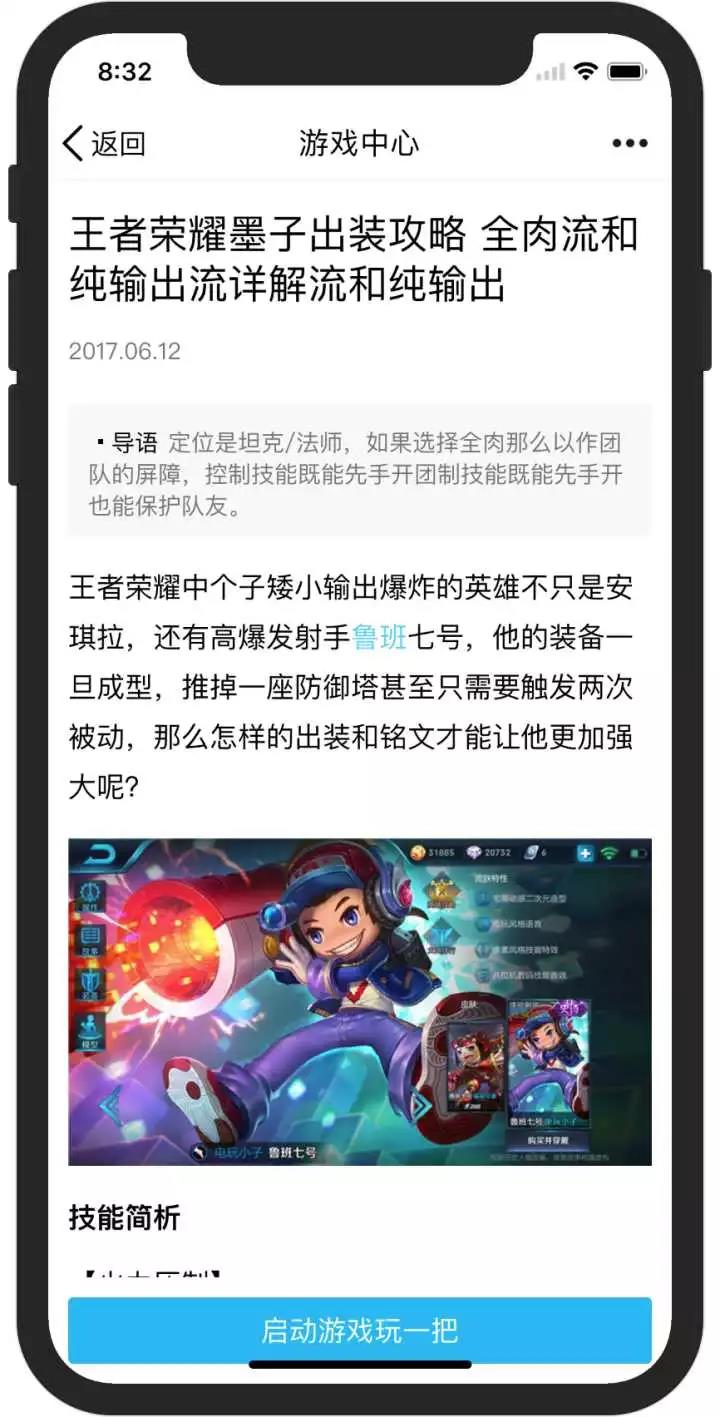 8:32
返回
游戏中心
王者荣耀墨子出装攻略 全肉流和
纯输出流详解流和纯输出
2017.06.12
▪ 导语 定位是坦克/法师，如果选择全肉那么以作团
队的屏障，控制技能既能先手开团制技能既能先手开
也能保护队友。
王者荣耀中个子矮小输出爆炸的英雄不只是安
琪拉，还有高爆发射手鲁班七号，他的装备一
旦成型，推掉一座防御塔甚至只需要触发两次
被动，那么怎样的出装和铭文才能让他更加强
大呢?
31885
20732
6
属性
故事
模型
皮肤
鲁班七号 电玩小子
购买并穿戴
电玩小子 鲁班七号
技能简析
启动游戏玩一把